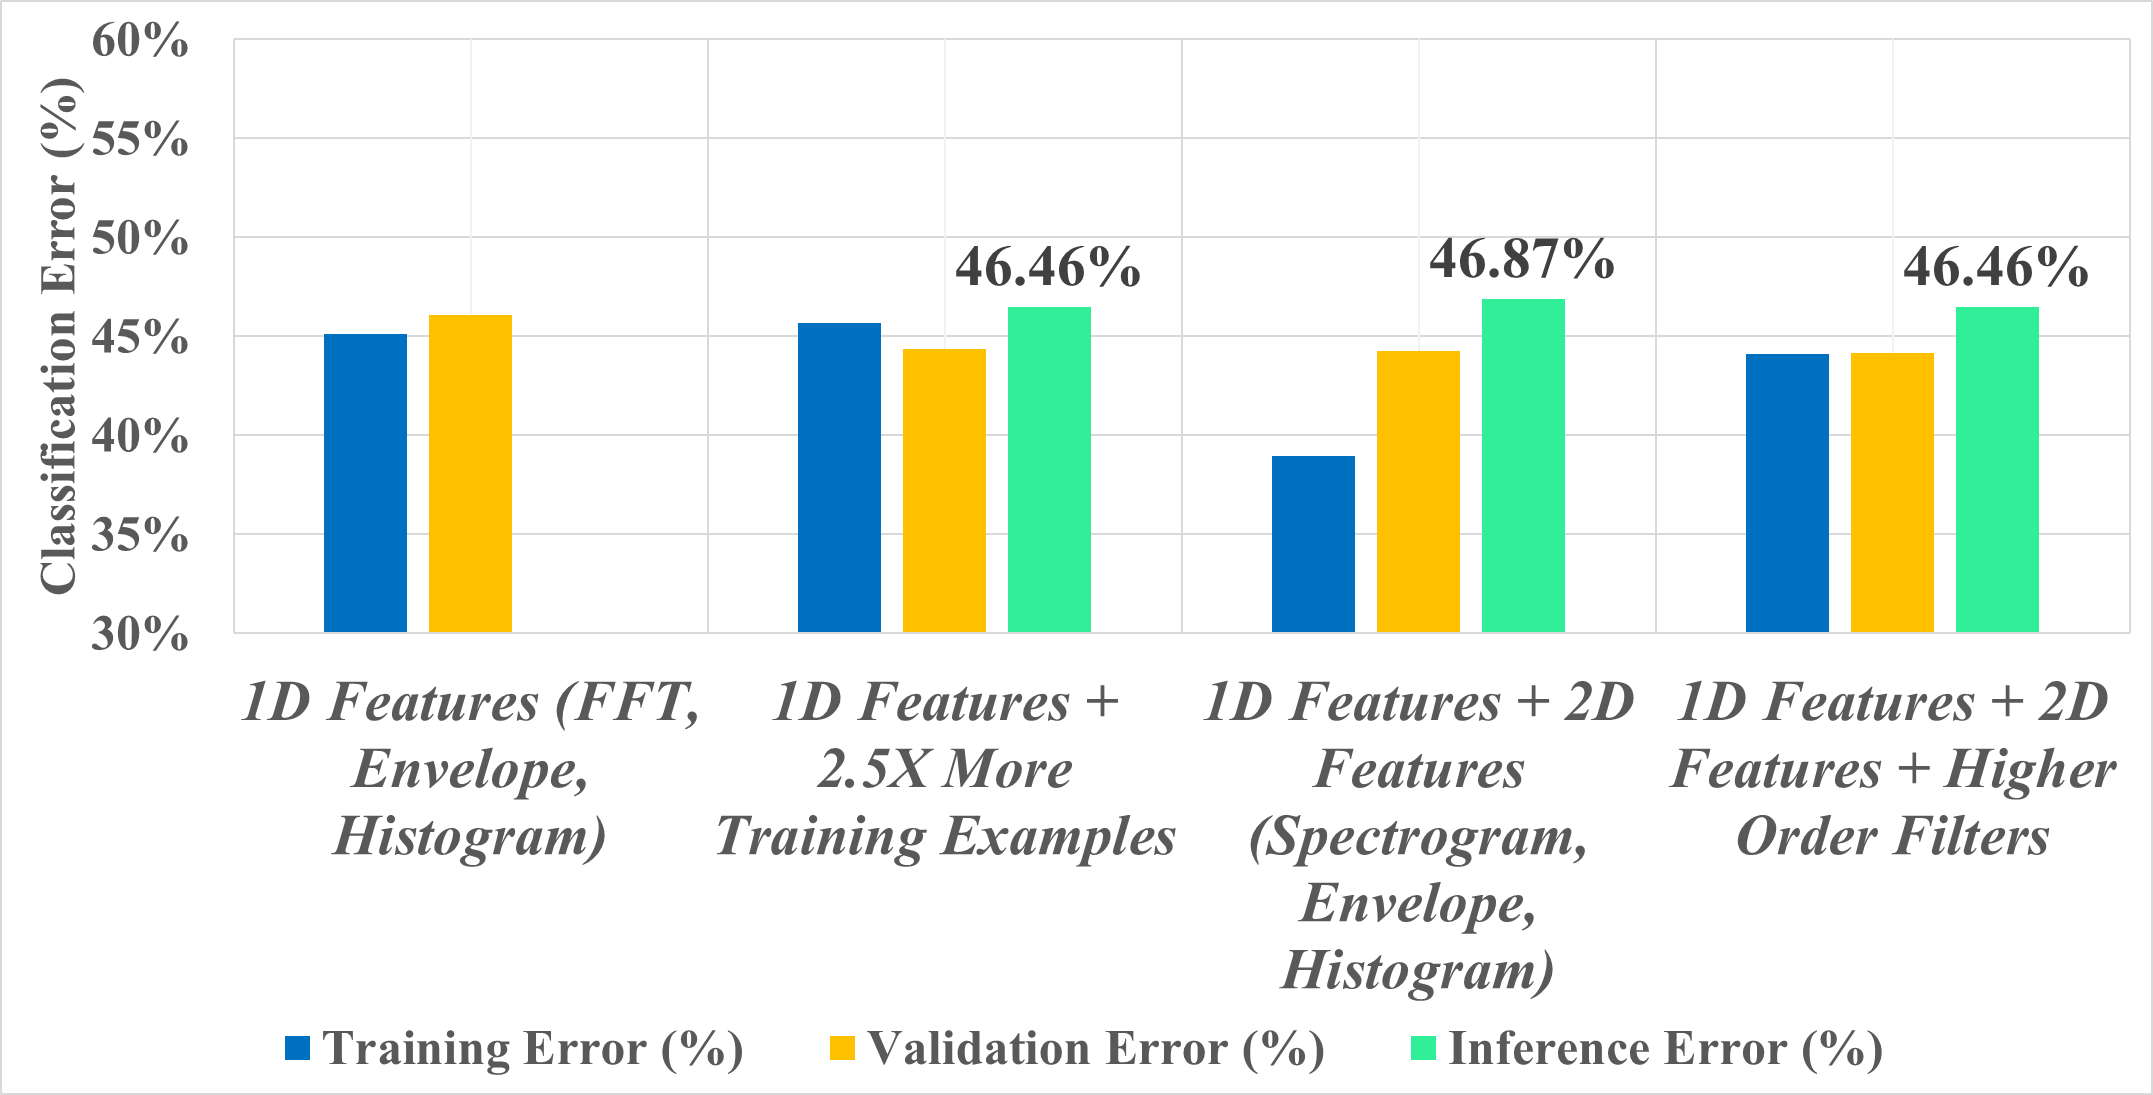 Classification Error (%)
60%
55%
50%
45%
40%
35%
30%
46.46%
46.87%
46.46%
1D Features (FFT,
Envelope,
Histogram)
1D Features +
2.5X More
Training Examples
1D Features + 2D
Features
(Spectrogram,
Envelope,
Histogram)
1D Features + 2D
Features + Higher
Order Filters
Training Error (%)
Validation Error (%)
Inference Error (%)